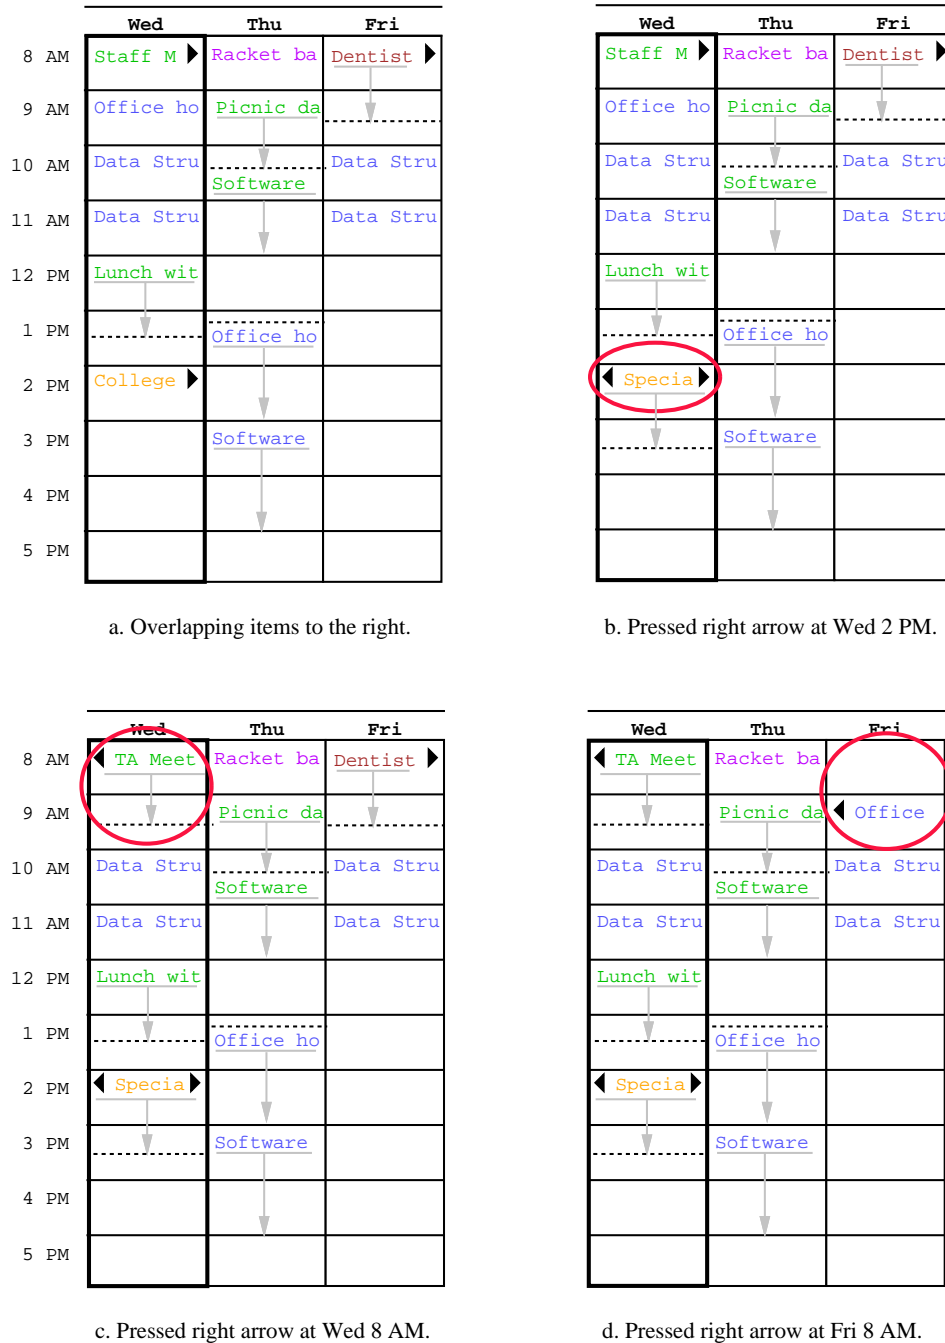 Wed Thu Fri
8 AM Staff M Racket ba Dentist
9 AM Office ho Picnic da
10 AM Data Stru Data Stru
Software
11 AM Data Stru Data Stru
12 PM Lunch wit
1 PM Office ho
2 PM College
3 PM Software
4 PM
5 PM
a. Overlapping items to the right.
Wed Thu Fri
Staff M Racket ba Dentist
Office ho Picnic da
Data Stru Data Stru
Software
Data Stru Data Stru
Lunch wit
Office ho
Specia
Software
b. Pressed right arrow at Wed 2 PM.
Wed Thu Fri
8 AM TA Meet Racket ba Dentist
9 AM Picnic da
10 AM Data Stru Data Stru
Software
11 AM Data Stru Data Stru
12 PM Lunch wit
1 PM Office ho
2 PM Specia
3 PM Software
4 PM
5 PM
c. Pressed right arrow at Wed 8 AM.
Wed Thu Fri
TA Meet Racket ba
Picnic da Office
Data Stru Data Stru
Software
Data Stru Data Stru
Lunch wit
Office ho
Specia
Software
d. Pressed right arrow at Fri 8 AM.